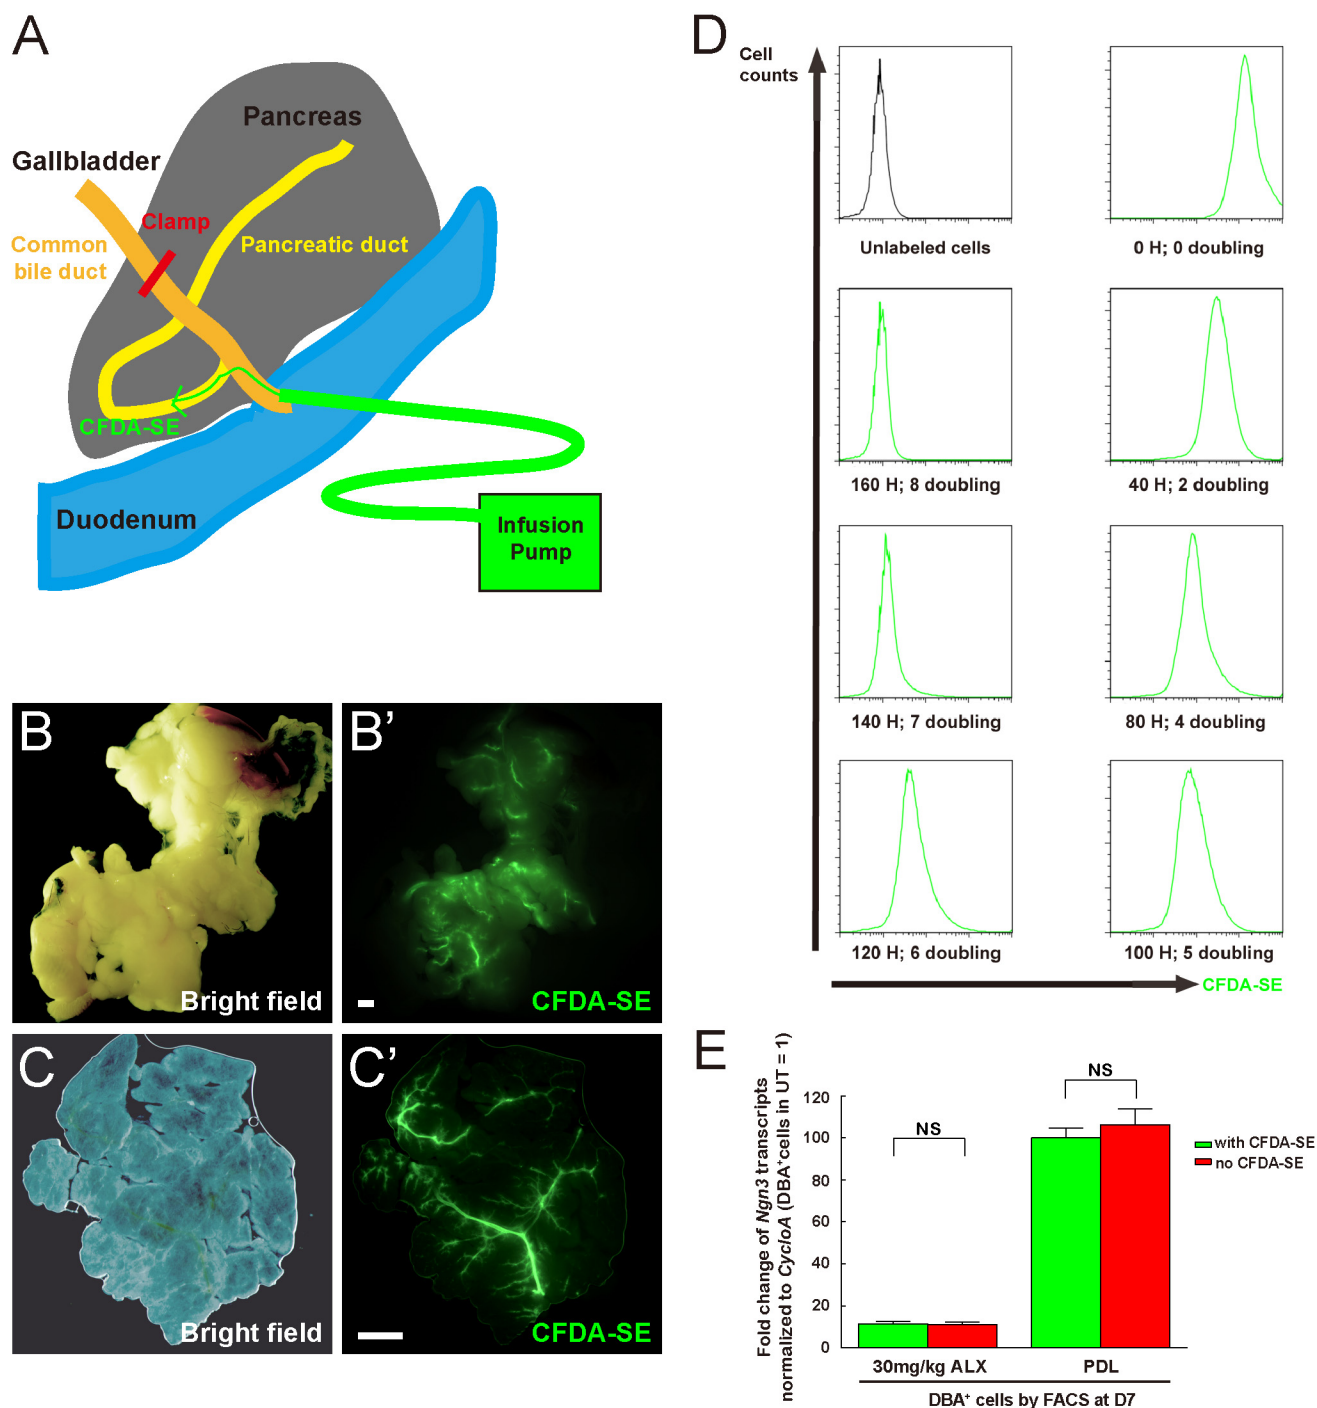 A
Pancreas
Gallbladder
Clamp
Common
bile duct
Pancreatic duct
CFDA-SE
Duodenum
Infusion
Pump
B
Bright field
B'
CFDA-SE
C
Bright field
C'
CFDA-SE
D
Cell
counts
Unlabeled cells
0 H; 0 doubling
160 H; 8 doubling
40 H; 2 doubling
140 H; 7 doubling
80 H; 4 doubling
120 H; 6 doubling
100 H; 5 doubling
CFDA-SE
E
Fold change of Ngn3 transcripts
normalized to CycloA (DBA⁺cells in UT = 1)
120
100
80
60
40
20
0
NS
NS
with CFDA-SE
no CFDA-SE
30mg/kg ALX
PDL
DBA⁺ cells by FACS at D7